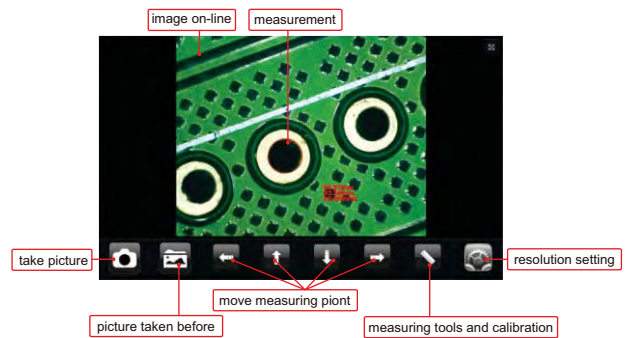 image on-line
measurement
take picture
resolution setting
move measuring piont
picture taken before
measuring tools and calibration